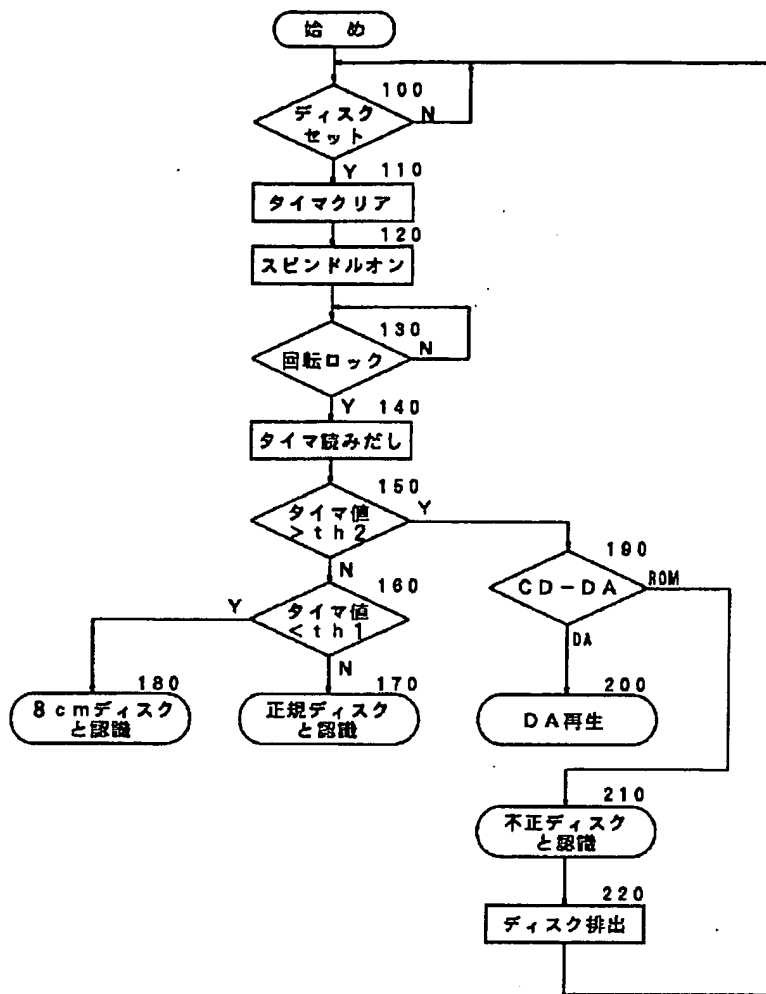 始め
100
ディスク
セット
N
Y
110
タイマクリア
120
スピンドルオン
130
回転ロック
N
Y
140
タイマ読みだし
150
タイマ値
>th2
Y
N
160
タイマ値
<th1
Y
N
190
CD-DA
ROM
DA
180
8cmディスク
と認識
170
正規ディスク
と認識
200
DA再生
210
不正ディスク
と認識
220
ディスク排出